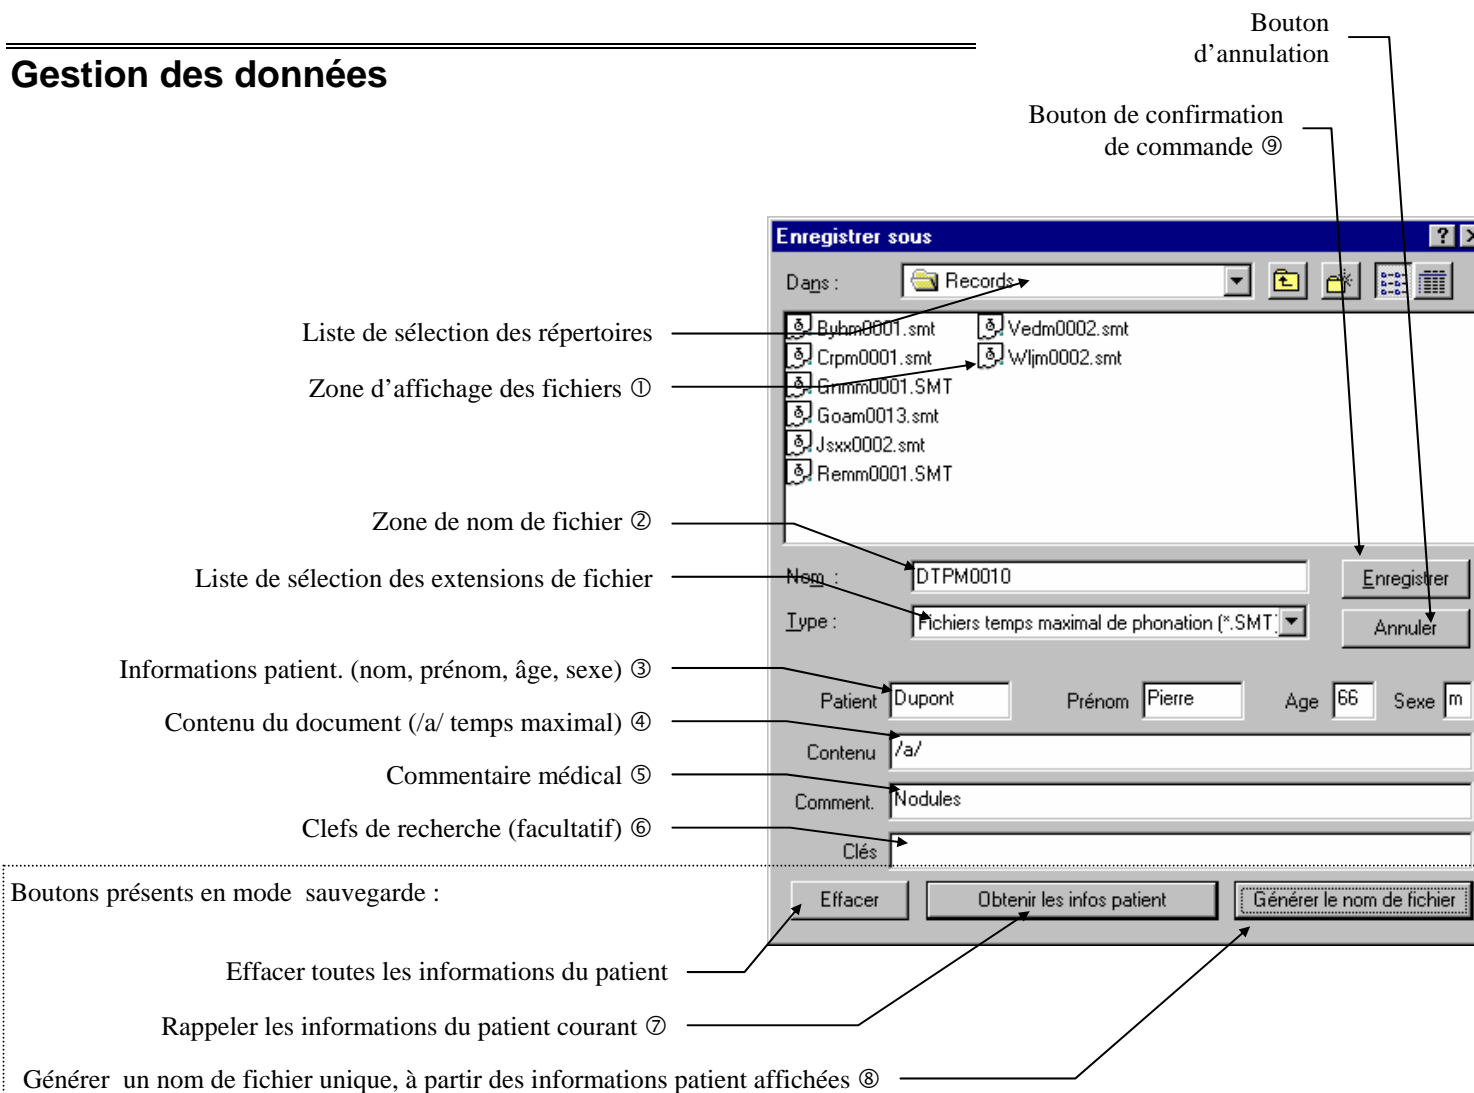 Bouton
d’annulation
Gestion des données
Bouton de confirmation
de commande ⑨
Enregistrer sous
Dans :
Records
Liste de sélection des répertoires
Byhm0001.smt
Vedm0002.smt
Crpm0001.smt
Wljm0002.smt
Zone d’affichage des fichiers ①
Gnmm0001.SMT
Goam0013.smt
Jsxx0002.smt
Remm0001.SMT
Zone de nom de fichier ②
Nom :
DTPM0010
Enregistrer
Liste de sélection des extensions de fichier
Type :
Fichiers temps maximal de phonation (*.SMT)
Annuler
Informations patient. (nom, prénom, âge, sexe) ③
Patient
Dupont
Prénom
Pierre
Age
66
Sexe
m
Contenu du document (/a/ temps maximal) ④
Contenu
/a/
Commentaire médical ⑤
Comment.
Nodules
Clefs de recherche (facultatif) ⑥
Clés
Boutons présents en mode sauvegarde :
Effacer
Obtenir les infos patient
Générer le nom de fichier
Effacer toutes les informations du patient
Rappeler les informations du patient courant ⑦
Générer un nom de fichier unique, à partir des informations patient affichées ⑧